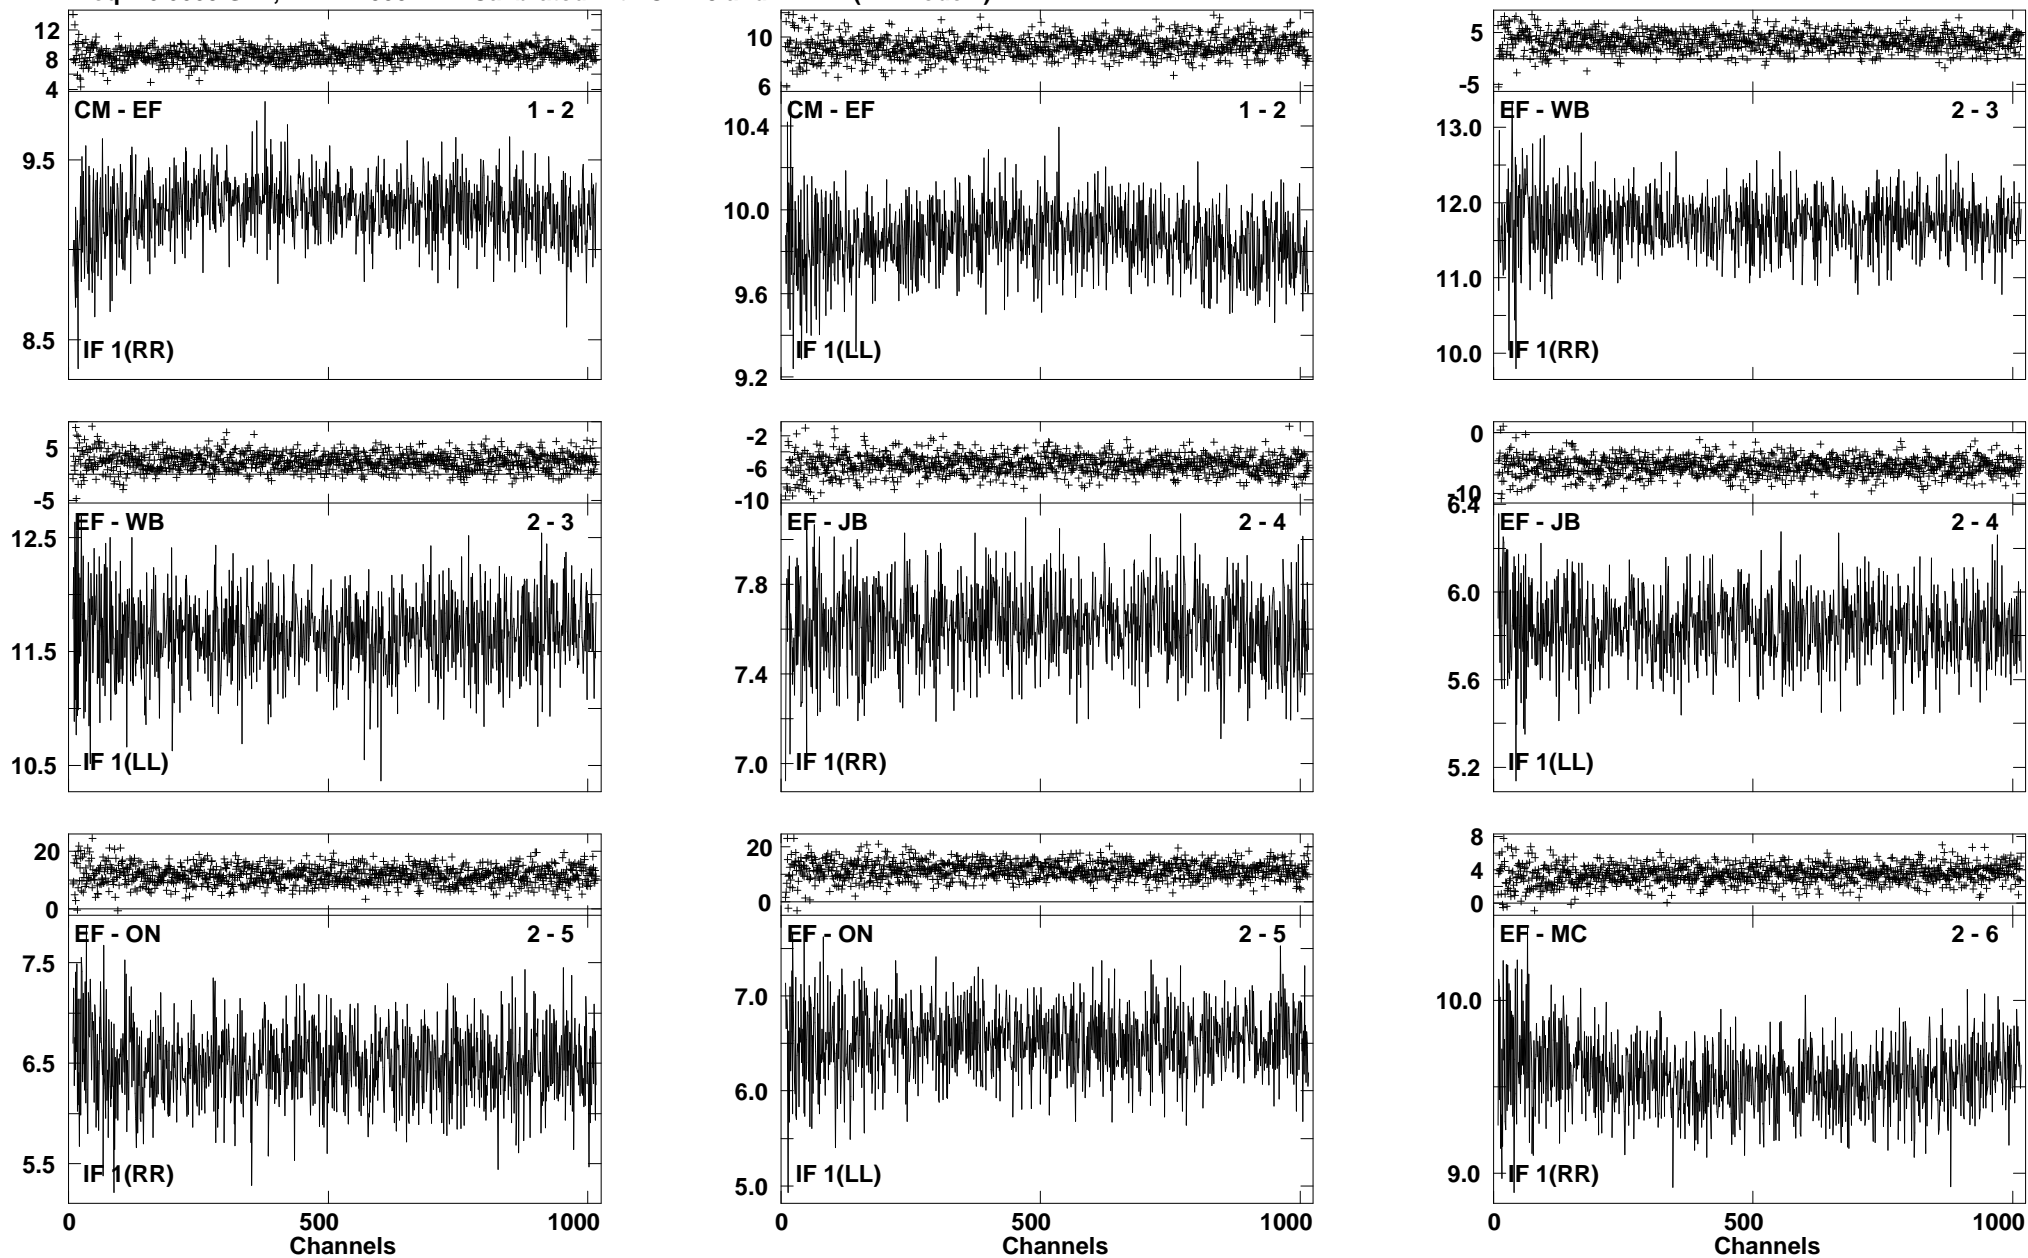 12
8
4
CM - EF 1 - 2
9.5
8.5
IF 1(RR)
10
6
CM - EF 1 - 2
10.4
10.0
9.6
9.2
IF 1(LL)
5
-5
EF - WB 2 - 3
13.0
12.0
11.0
10.0
IF 1(RR)
5
-5
EF - WB 2 - 3
12.5
11.5
10.5
IF 1(LL)
-2
-6
-10
EF - JB 2 - 4
7.8
7.4
7.0
IF 1(RR)
0
-10
6.4
EF - JB 2 - 4
6.0
5.6
5.2
IF 1(LL)
20
0
EF - ON 2 - 5
7.5
6.5
5.5
IF 1(RR)
0 500 1000
Channels
20
0
EF - ON 2 - 5
7.0
6.0
5.0
IF 1(LL)
0 500 1000
Channels
8
4
0
EF - MC 2 - 6
10.0
9.0
IF 1(RR)
0 500 1000
Channels